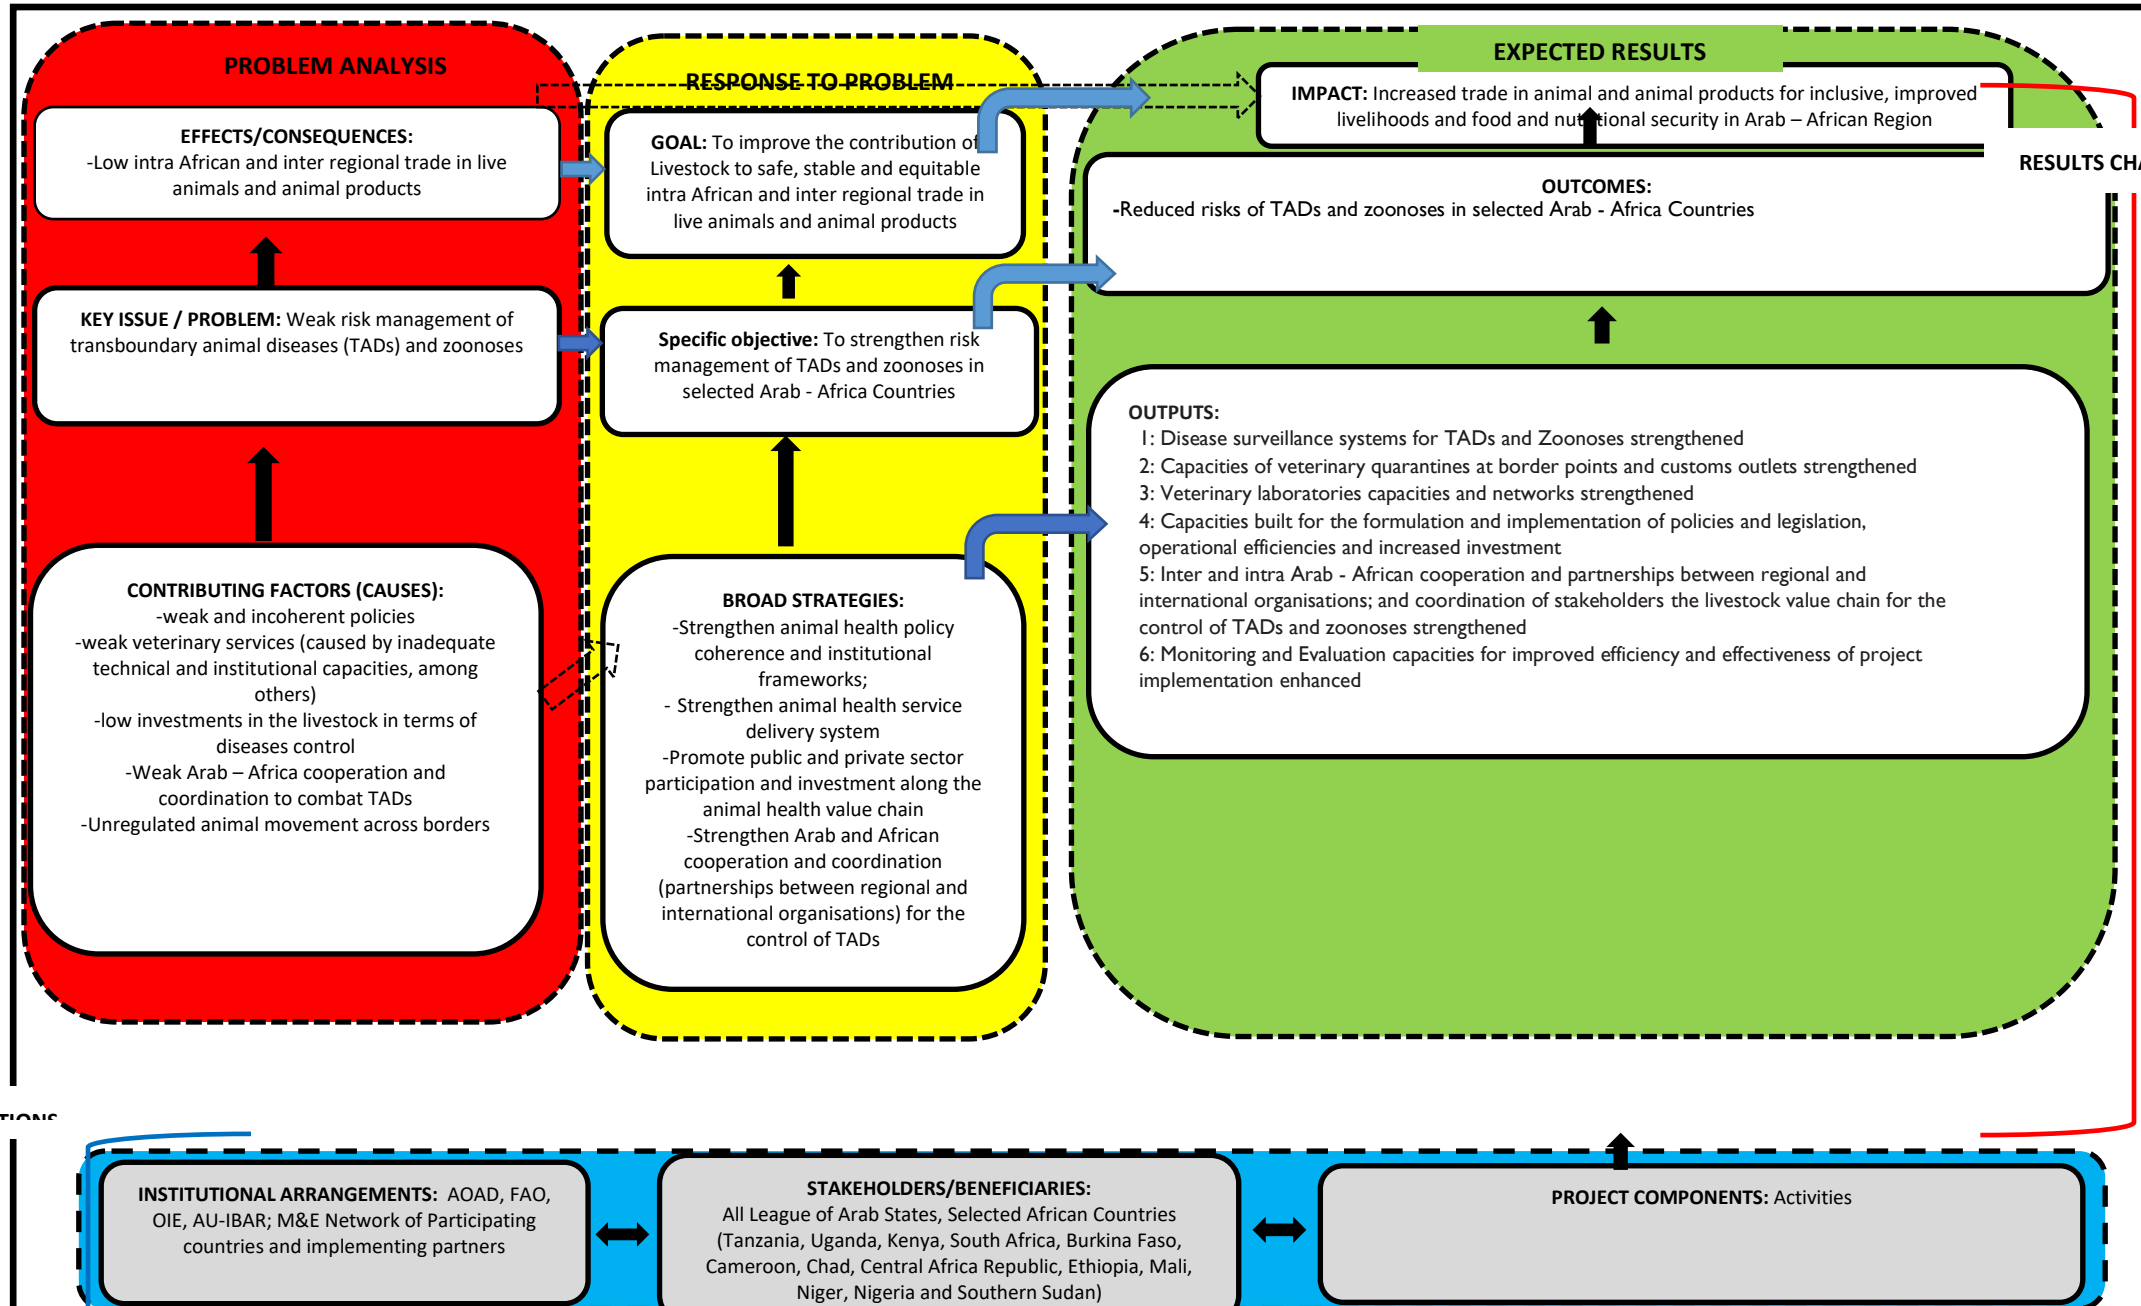 PROBLEM ANALYSIS
EFFECTS/CONSEQUENCES:
-Low intra African and inter regional trade in live
animals and animal products
KEY ISSUE / PROBLEM: Weak risk management of
transboundary animal diseases (TADs) and zoonoses
CONTRIBUTING FACTORS (CAUSES):
-weak and incoherent policies
-weak veterinary services (caused by inadequate
technical and institutional capacities, among
others)
-low investments in the livestock in terms of
diseases control
-Weak Arab – Africa cooperation and
coordination to combat TADs
-Unregulated animal movement across borders
RESPONSE TO PROBLEM
GOAL: To improve the contribution of
Livestock to safe, stable and equitable
intra African and inter regional trade in
live animals and animal products
Specific objective: To strengthen risk
management of TADs and zoonoses in
selected Arab - Africa Countries
BROAD STRATEGIES:
-Strengthen animal health policy
coherence and institutional
frameworks;
- Strengthen animal health service
delivery system
-Promote public and private sector
participation and investment along the
animal health value chain
-Strengthen Arab and African
cooperation and coordination
(partnerships between regional and
international organisations) for the
control of TADs
EXPECTED RESULTS
IMPACT: Increased trade in animal and animal products for inclusive, improved
livelihoods and food and nutritional security in Arab – African Region
RESULTS
OUTCOMES:
-Reduced risks of TADs and zoonoses in selected Arab - Africa Countries
OUTPUTS:
1: Disease surveillance systems for TADs and Zoonoses strengthened
2: Capacities of veterinary quarantines at border points and customs outlets strengthened
3: Veterinary laboratories capacities and networks strengthened
4: Capacities built for the formulation and implementation of policies and legislation,
operational efficiencies and increased investment
5: Inter and intra Arab - African cooperation and partnerships between regional and
international organisations; and coordination of stakeholders the livestock value chain for the
control of TADs and zoonoses strengthened
6: Monitoring and Evaluation capacities for improved efficiency and effectiveness of project
implementation enhanced
INSTITUTIONAL ARRANGEMENTS: AOAD, FAO,
OIE, AU-IBAR; M&E Network of Participating
countries and implementing partners
STAKEHOLDERS/BENEFICIARIES:
All League of Arab States, Selected African Countries
(Tanzania, Uganda, Kenya, South Africa, Burkina Faso,
Cameroon, Chad, Central Africa Republic, Ethiopia, Mali,
Niger, Nigeria and Southern Sudan)
PROJECT COMPONENTS: Activities